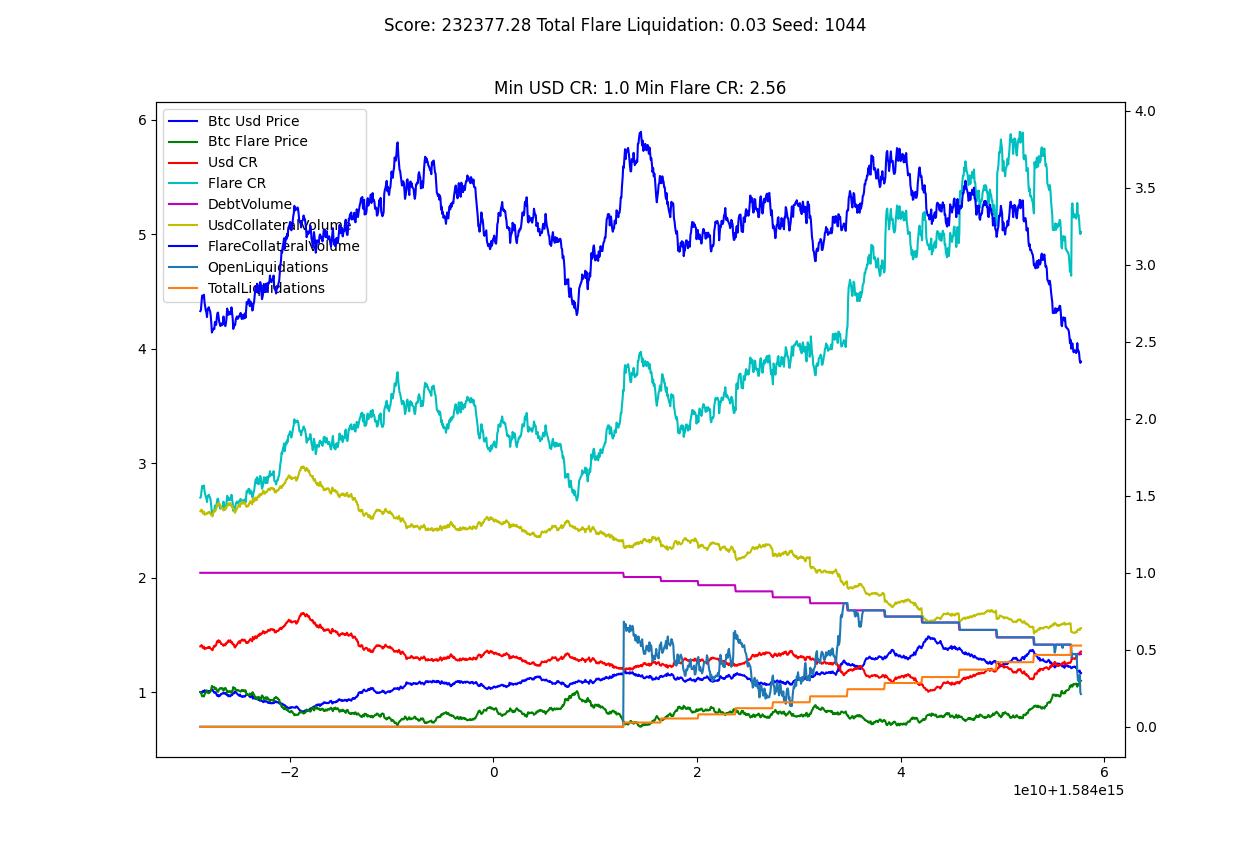 Score: 232377.28 Total Flare Liquidation: 0.03 Seed: 1044
Min USD CR: 1.0 Min Flare CR: 2.56
Btc Usd Price
Btc Flare Price
Usd CR
Flare CR
DebtVolume
UsdCollateralVolume
FlareCollateralVolume
OpenLiquidations
TotalLiquidations
6
5
4
3
2
1
4.0
3.5
3.0
2.5
2.0
1.5
1.0
0.5
0.0
−2 0 2 4 6
1e10+1.584e15